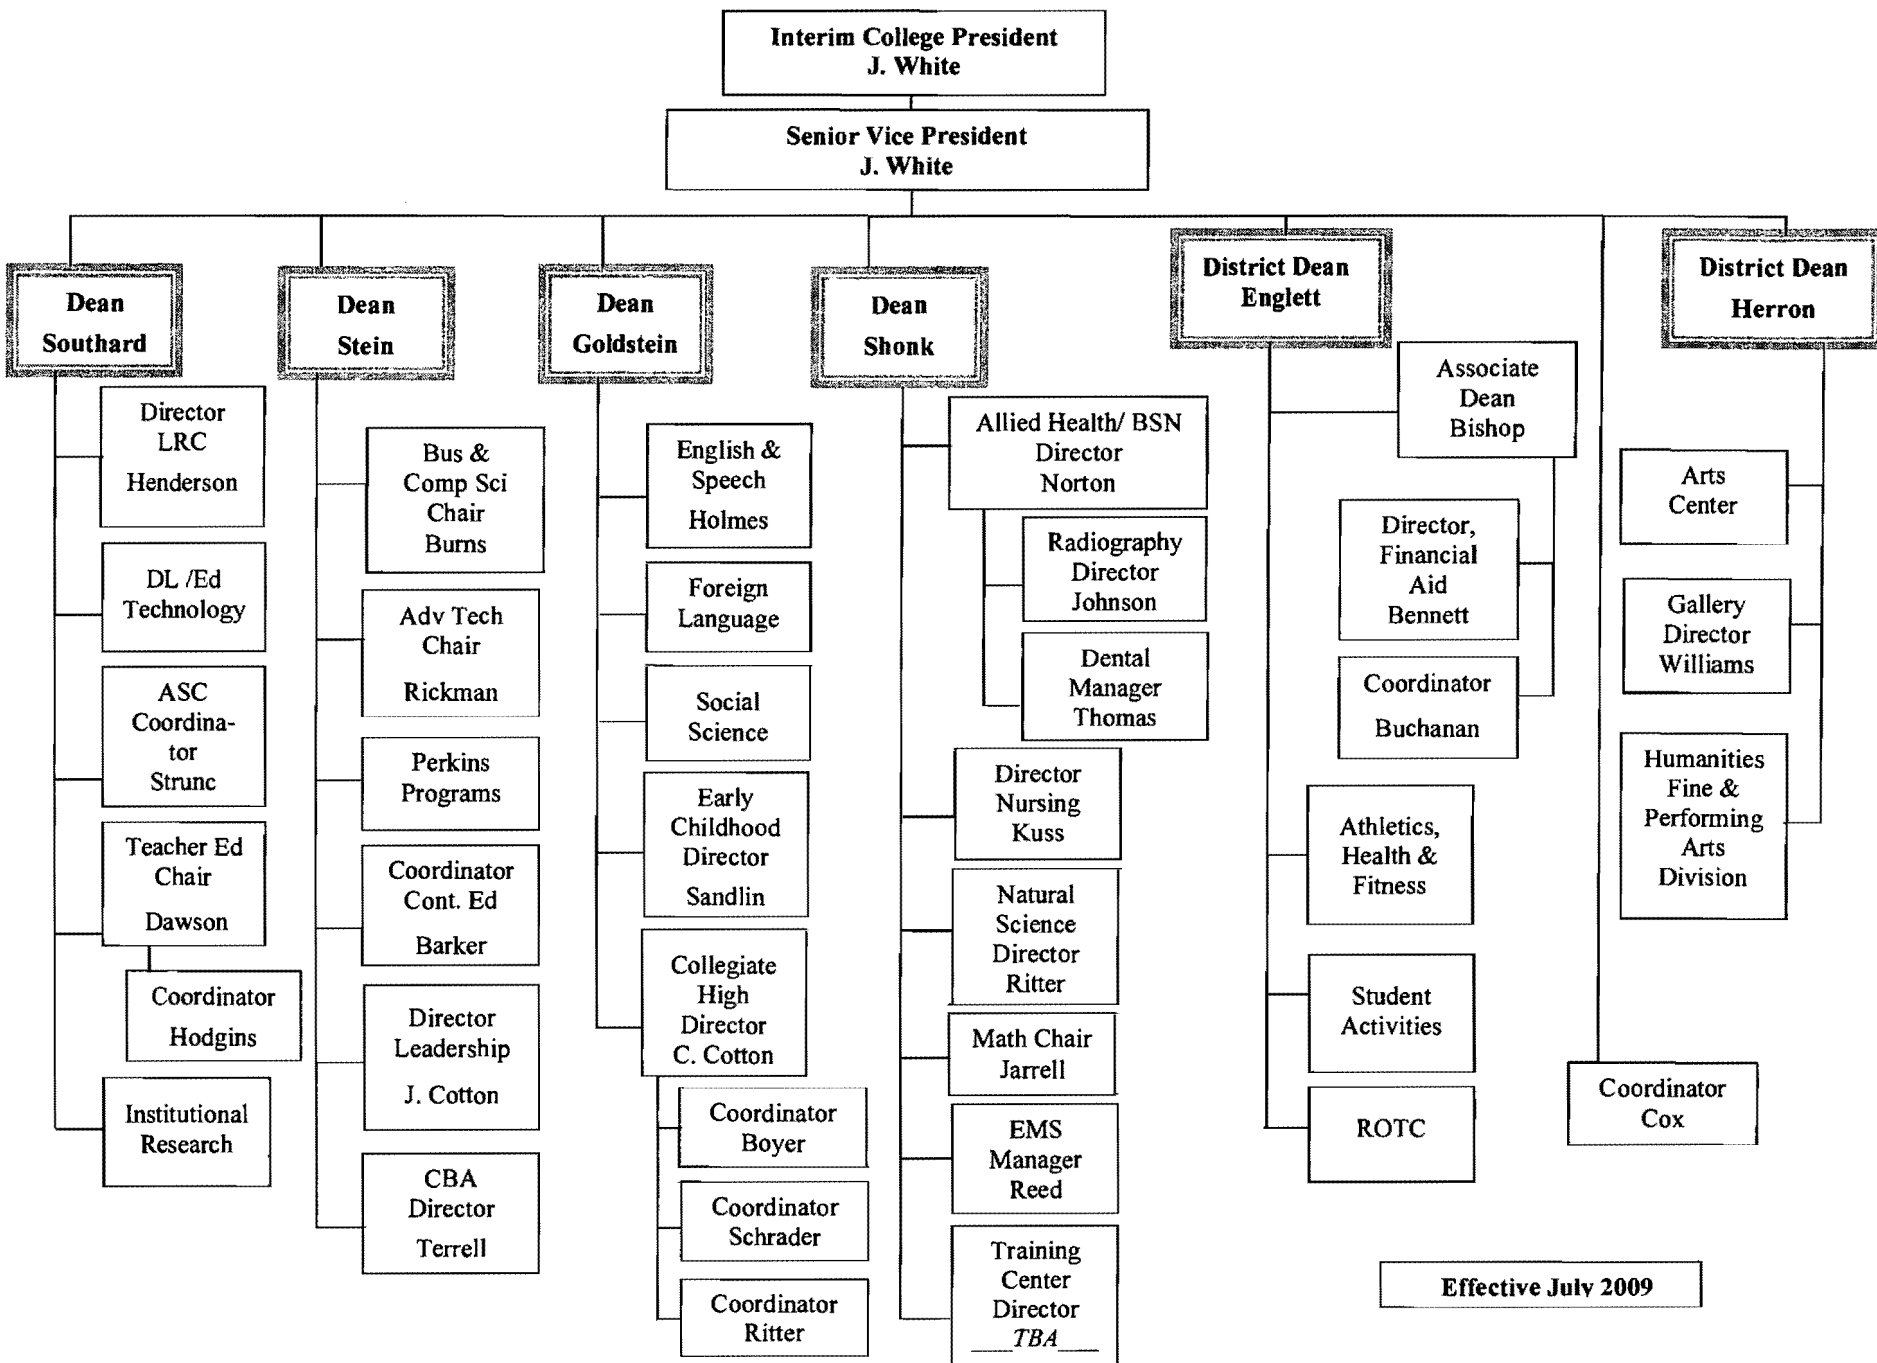 Interim College President
J. White
Senior Vice President
J. White
Dean
Southard
Director
LRC
Henderson
DL /Ed
Technology
ASC
Coordina-
tor
Strunc
Teacher Ed
Chair
Dawson
Coordinator
Hodgins
Institutional
Research
Dean
Stein
Bus &
Comp Sci
Chair
Burns
Adv Tech
Chair
Rickman
Perkins
Programs
Coordinator
Cont. Ed
Barker
Director
Leadership
J. Cotton
CBA
Director
Terrell
Dean
Goldstein
English &
Speech
Holmes
Foreign
Language
Social
Science
Early
Childhood
Director
Sandlin
Collegiate
High
Director
C. Cotton
Coordinator
Boyer
Coordinator
Schrader
Coordinator
Ritter
Dean
Shonk
Allied Health/ BSN
Director
Norton
Radiography
Director
Johnson
Dental
Manager
Thomas
Director
Nursing
Kuss
Natural
Science
Director
Ritter
Math Chair
Jarrell
EMS
Manager
Reed
Training
Center
Director
___TBA___
District Dean
Englett
Associate
Dean
Bishop
Director,
Financial
Aid
Bennett
Coordinator
Buchanan
Athletics,
Health &
Fitness
Student
Activities
ROTC
Coordinator
Cox
District Dean
Herron
Arts
Center
Gallery
Director
Williams
Humanities
Fine &
Performing
Arts
Division
Effective July 2009